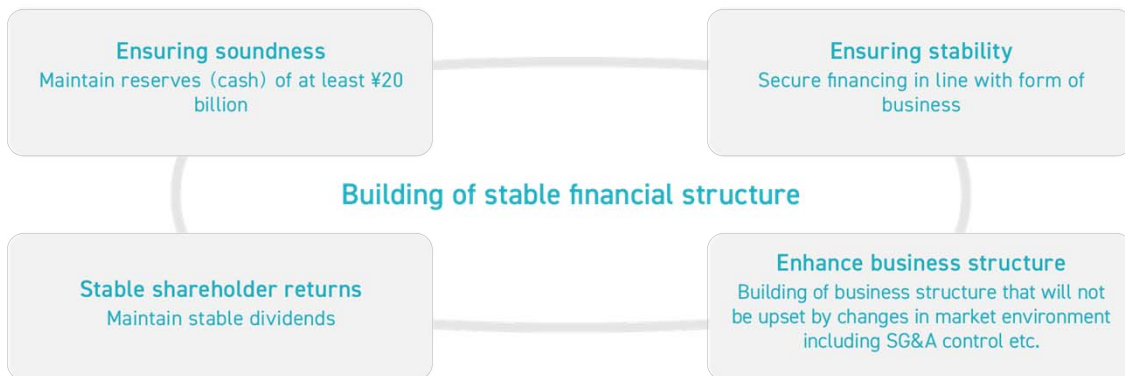 Ensuring soundness
Maintain reserves (cash) of at least ¥20
billion
Ensuring stability
Secure financing in line with form of
business
Building of stable financial structure
Stable shareholder returns
Maintain stable dividends
Enhance business structure
Building of business structure that will not
be upset by changes in market environment
including SG&A control etc.